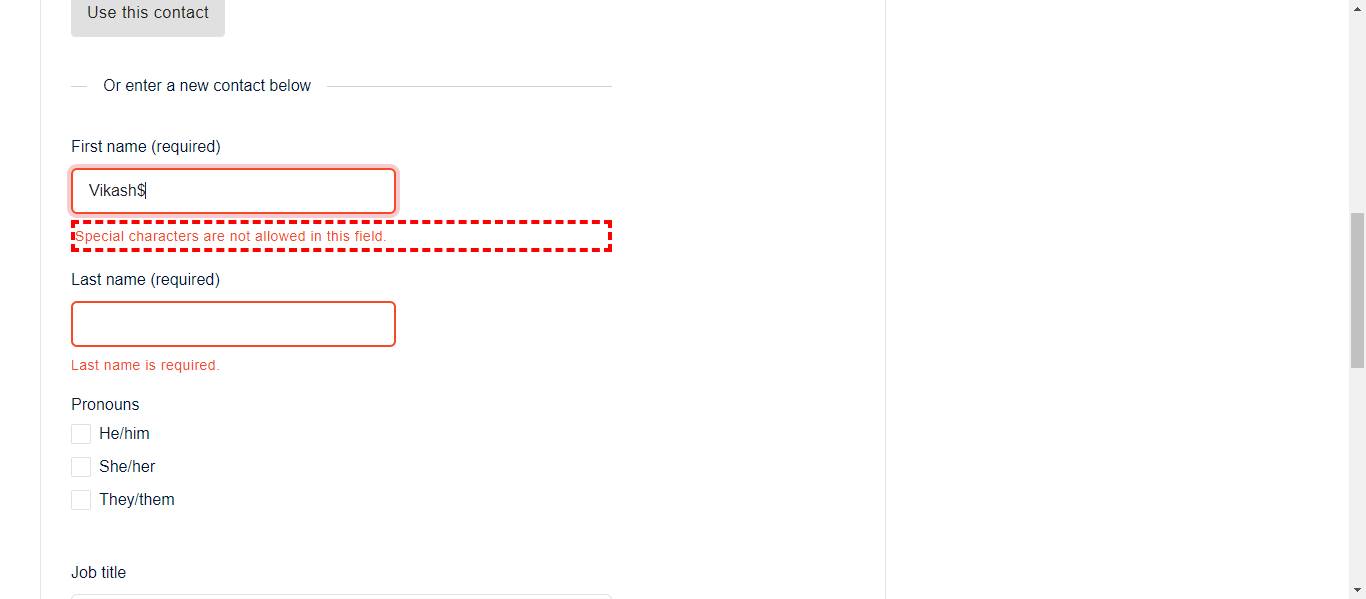 Use this contact
Or enter a new contact below
First name (required)
Vikash$
Special characters are not allowed in this field.
Last name (required)
Last name is required.
Pronouns
He/him
She/her
They/them
Job title